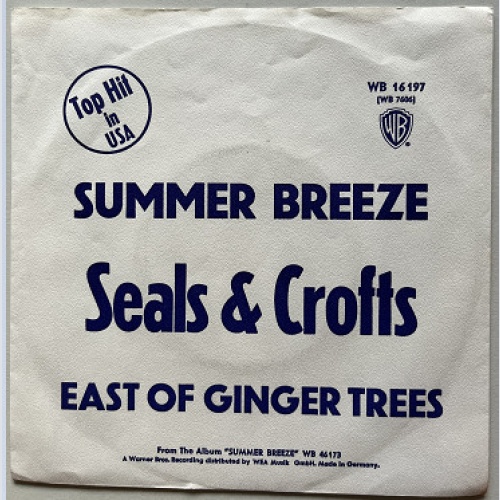 Top Hit
in
USA
WB 16 197
(WB 7606)
WB
SUMMER BREEZE
Seals & Crofts
EAST OF GINGER TREES
From The Album "SUMMER BREEZE" WB 46173
A Warner Bros. Recording distributed by WEA Musik GmbH. Made in Germany.